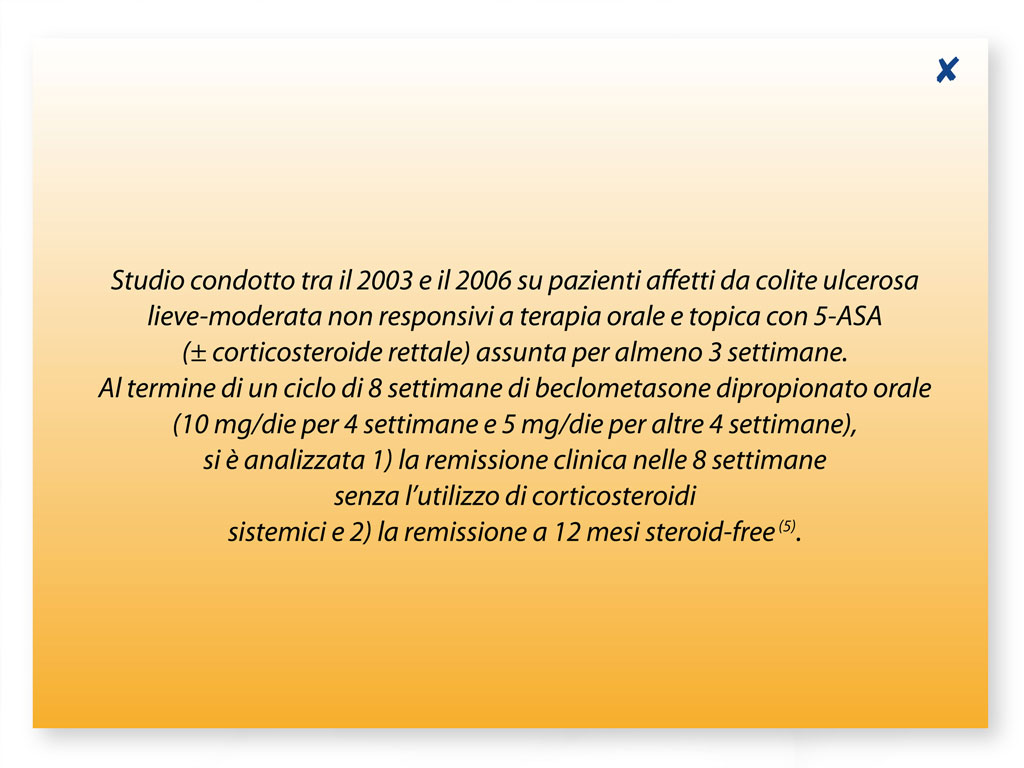 ✘
Studio condotto tra il 2003 e il 2006 su pazienti affetti da colite ulcerosa
lieve-moderata non responsivi a terapia orale e topica con 5-ASA
(± corticosteroide rettale) assunta per almeno 3 settimane.
Al termine di un ciclo di 8 settimane di beclometasone dipropionato orale
(10 mg/die per 4 settimane e 5 mg/die per altre 4 settimane),
si è analizzata 1) la remissione clinica nelle 8 settimane
senza l’utilizzo di corticosteroidi
sistemici e 2) la remissione a 12 mesi steroid-free (5).